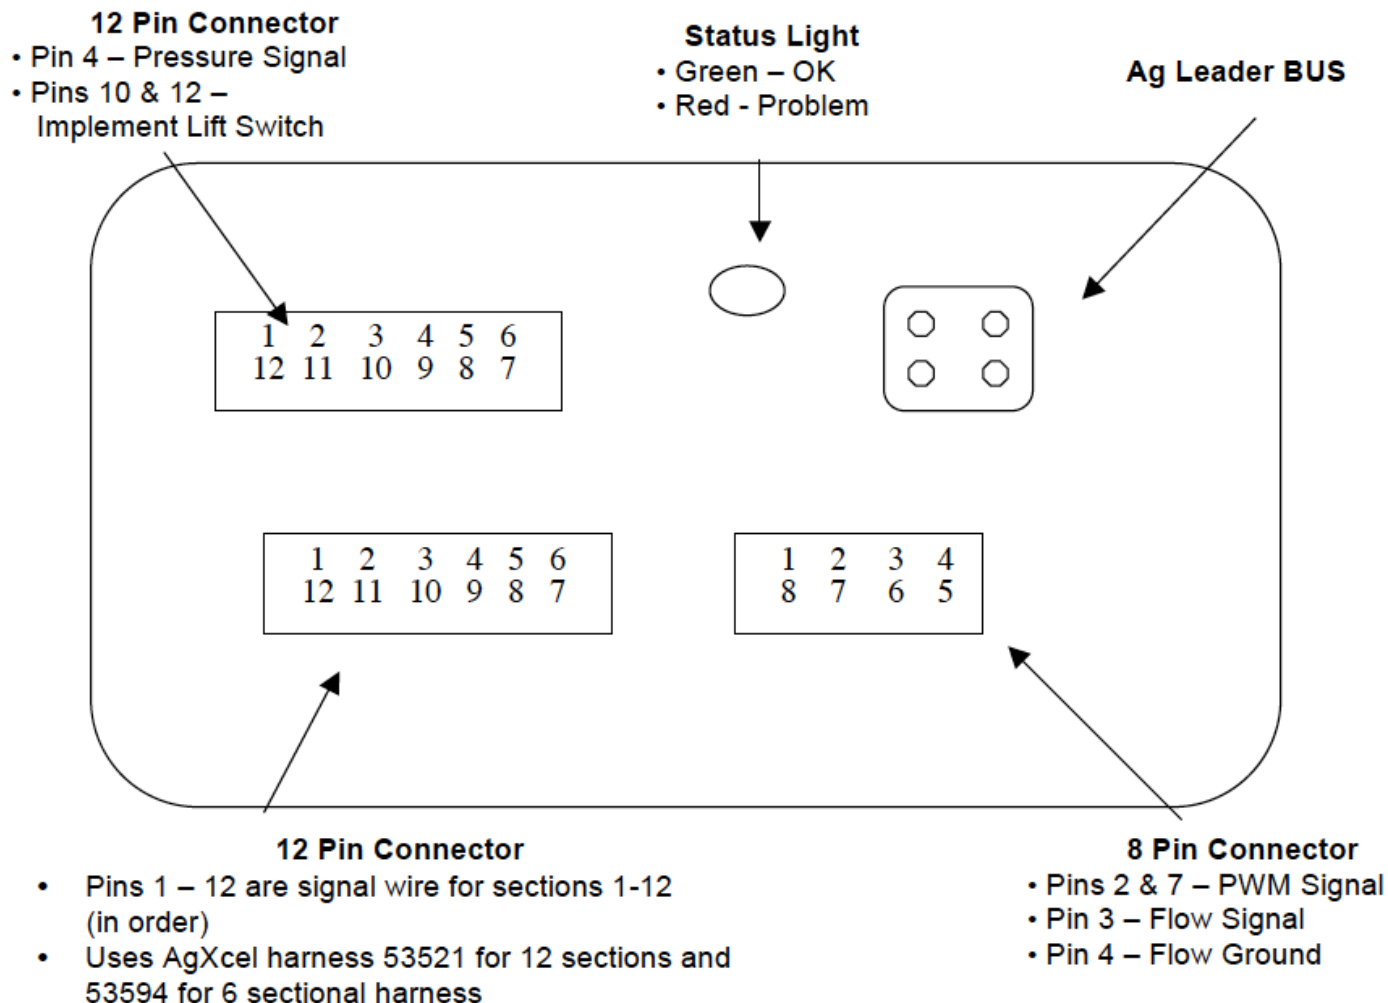 12 Pin Connector
• Pin 4 – Pressure Signal
• Pins 10 & 12 –
Implement Lift Switch
Status Light
• Green – OK
• Red - Problem
Ag Leader BUS
1 2 3 4 5 6
12 11 10 9 8 7
1 2 3 4 5 6
12 11 10 9 8 7
1 2 3 4
8 7 6 5
12 Pin Connector
• Pins 1 – 12 are signal wire for sections 1-12
(in order)
• Uses AgXcel harness 53521 for 12 sections and
53594 for 6 sectional harness
8 Pin Connector
• Pins 2 & 7 – PWM Signal
• Pin 3 – Flow Signal
• Pin 4 – Flow Ground